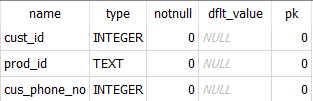 name type notnull dflt_value pk
cust_id INTEGER 0 NULL 0
prod_id TEXT 0 NULL 0
cus_phone_no INTEGER 0 NULL 0